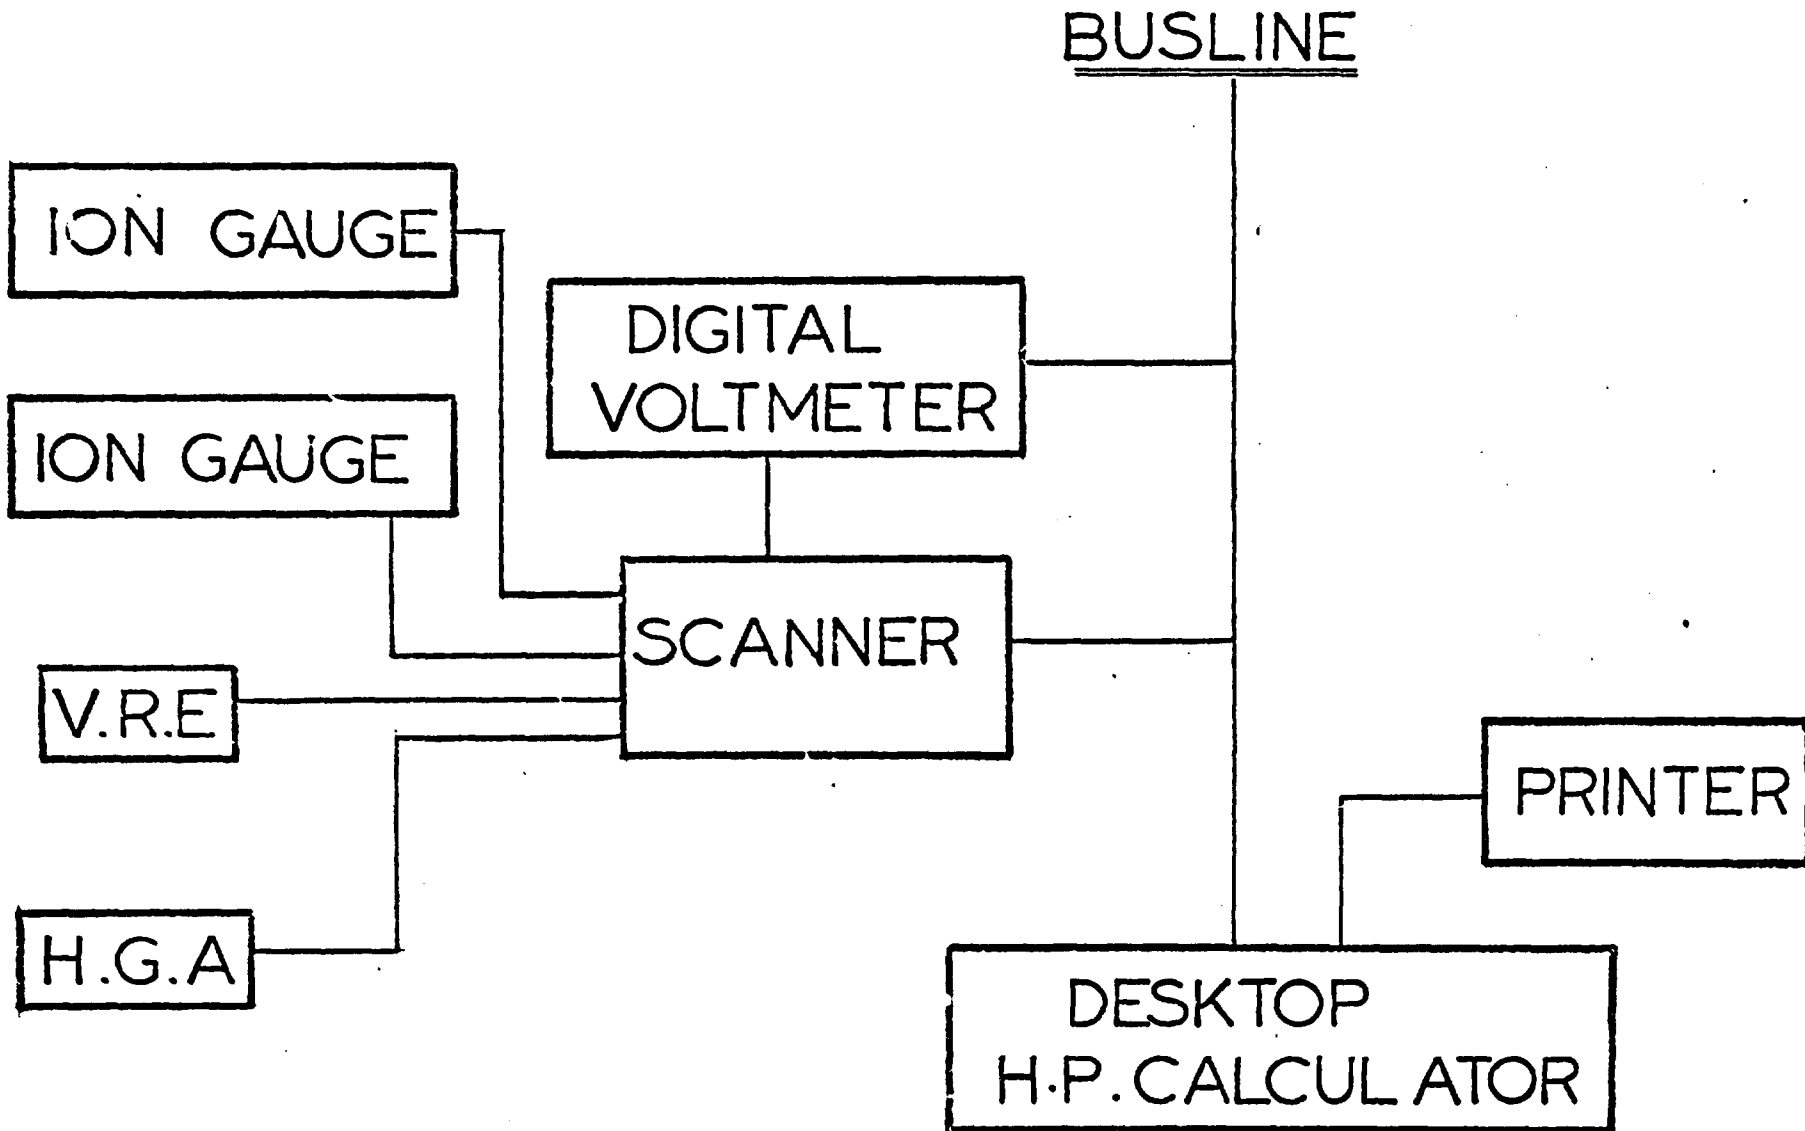 BUSLINE
ION GAUGE
DIGITAL
VOLTMETER
ION GAUGE
SCANNER
V.R.E
PRINTER
H.G.A
DESKTOP
H.P. CALCULATOR